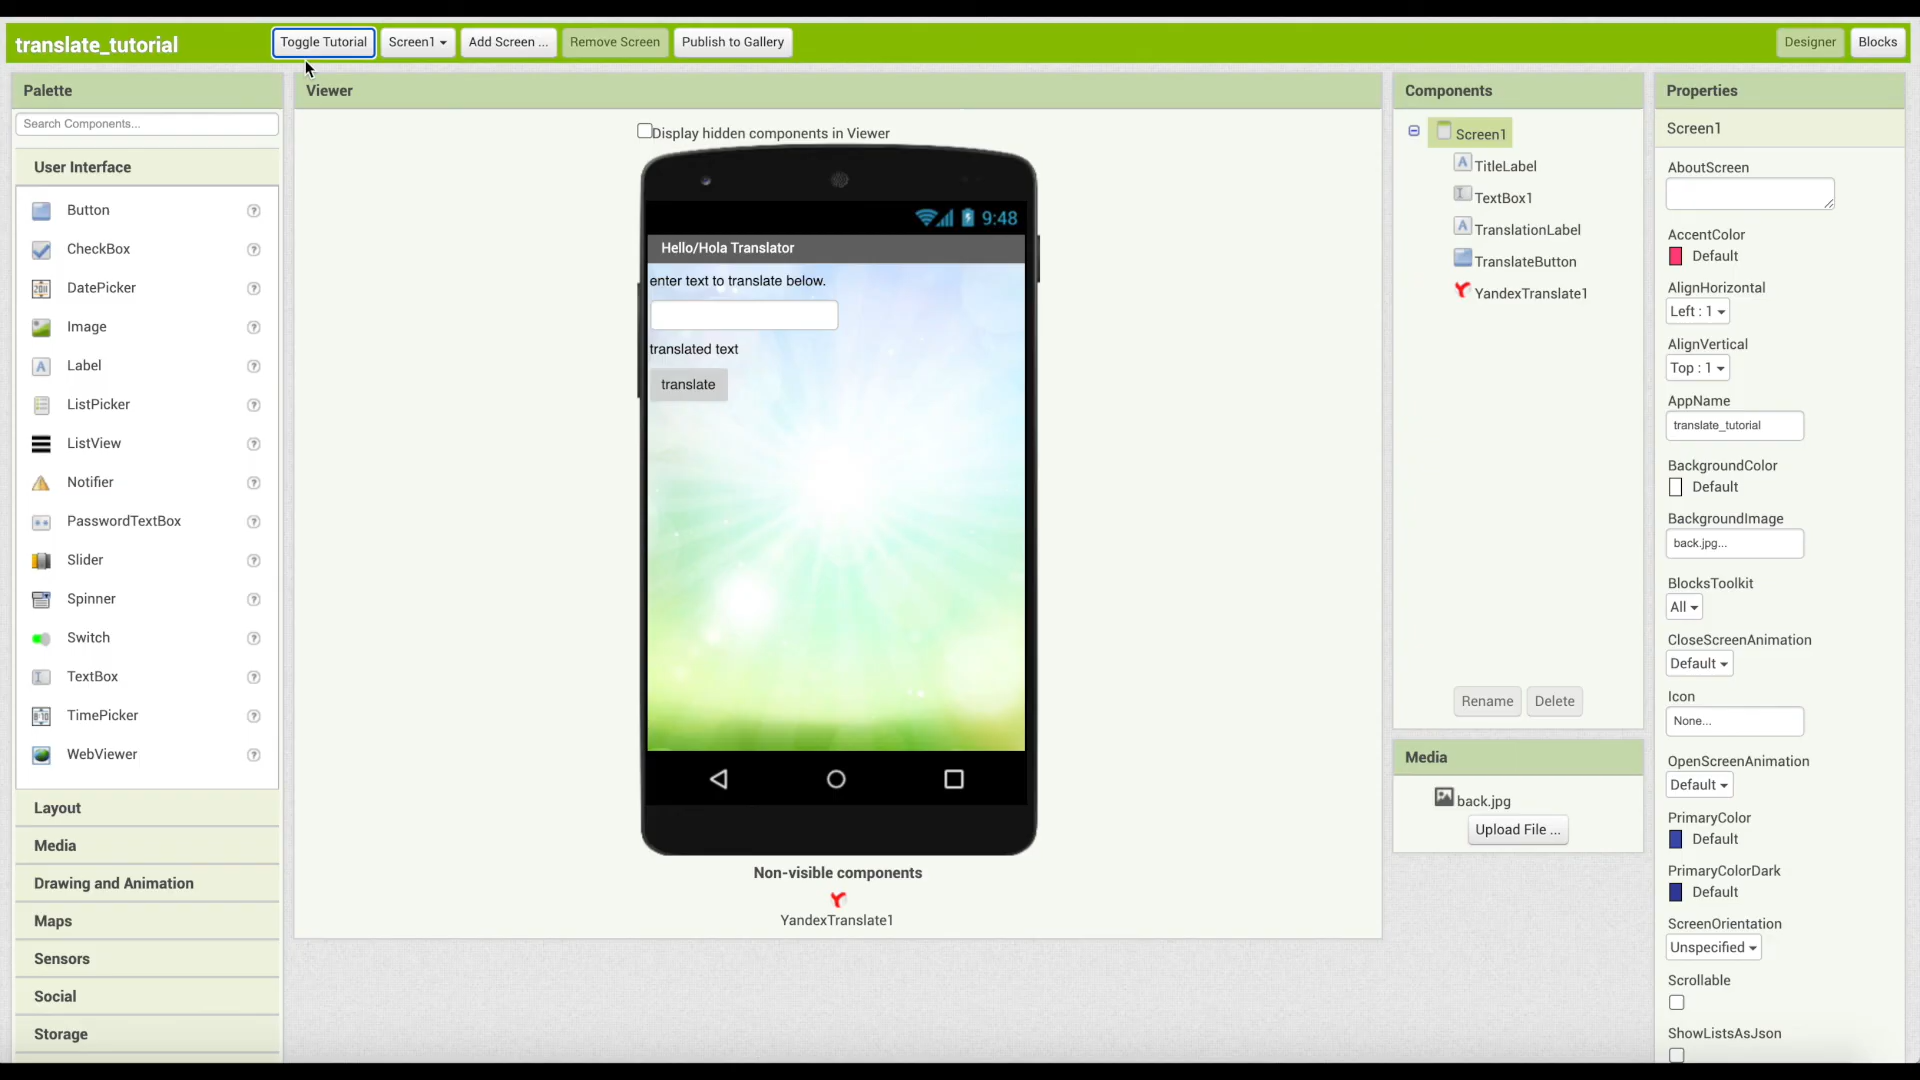 translate_tutorial
Toggle Tutorial
Screen1
Add Screen ...
Remove Screen
Publish to Gallery
Designer
Blocks
Palette
Search Components...
User Interface
Button
CheckBox
DatePicker
Image
Label
ListPicker
ListView
Notifier
PasswordTextBox
Slider
Spinner
Switch
TextBox
TimePicker
WebViewer
Layout
Media
Drawing and Animation
Maps
Sensors
Social
Storage
Viewer
Display hidden components in Viewer
9:48
Hello/Hola Translator
enter text to translate below.
translated text
translate
Non-visible components
YandexTranslate1
Components
Screen1
TitleLabel
TextBox1
TranslationLabel
TranslateButton
YandexTranslate1
Rename
Delete
Media
back.jpg
Upload File ...
Properties
Screen1
AboutScreen
AccentColor
Default
AlignHorizontal
Left : 1
AlignVertical
Top : 1
AppName
translate_tutorial
BackgroundColor
Default
BackgroundImage
back.jpg...
BlocksToolkit
All
CloseScreenAnimation
Default
Icon
None...
OpenScreenAnimation
Default
PrimaryColor
Default
PrimaryColorDark
Default
ScreenOrientation
Unspecified
Scrollable
ShowListsAsJson